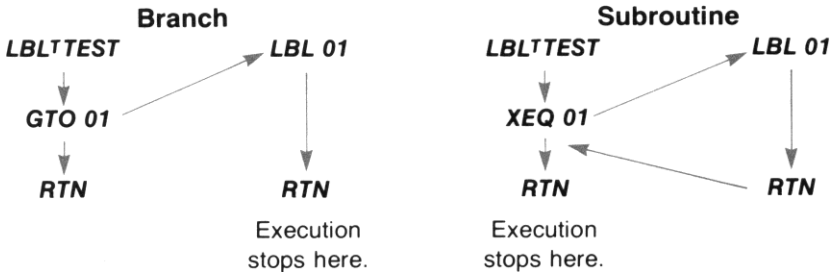 Branch
LBLᵀTEST
LBL 01
GTO 01
RTN
RTN
Execution
stops here.
Subroutine
LBLᵀTEST
LBL 01
XEQ 01
RTN
RTN
Execution
stops here.